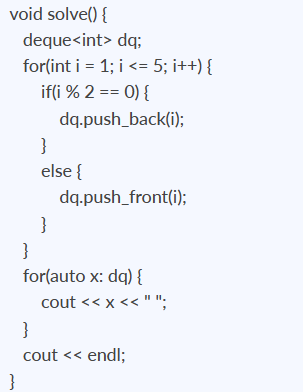 void solve() {
deque<int> dq;
for(int i = 1; i <= 5; i++) {
if(i % 2 == 0) {
dq.push_back(i);
}
else {
dq.push_front(i);
}
}
for(auto x: dq) {
cout << x << " ";
}
cout << endl;
}